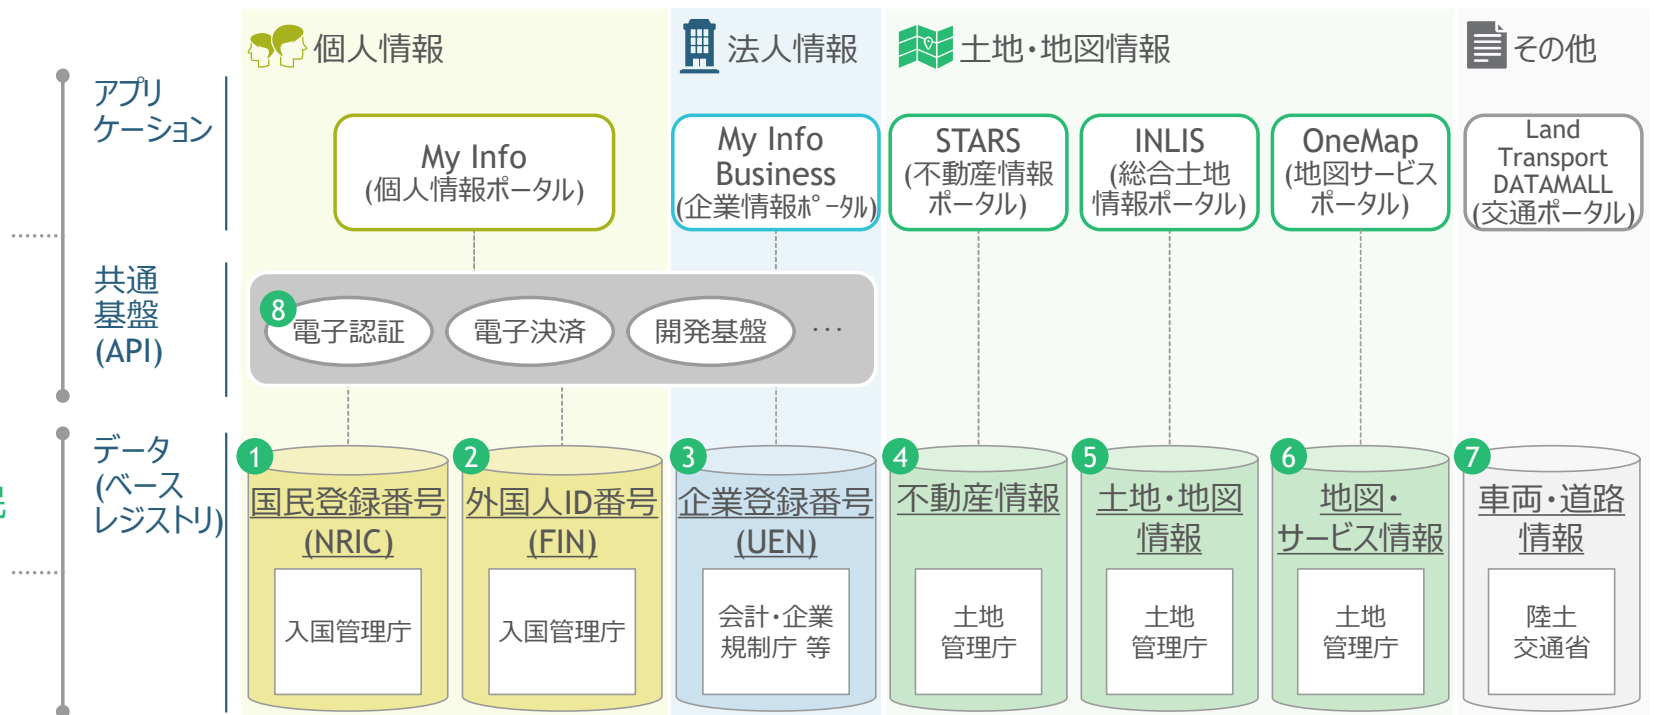 個人情報
法人情報
土地・地図情報
その他
アプリ
ケーション
My Info
(個人情報ポータル)
My Info
Business
(企業情報ﾎﾟｰﾀﾙ)
STARS
(不動産情報
ポータル)
INLIS
(総合土地
情報ポータル)
OneMap
(地図サービス
ポータル)
Land
Transport
DATAMALL
(交通ポータル)
共通
基盤
(API)
8
電子認証
電子決済
開発基盤
…
データ
(ベース
レジストリ)
1
国民登録番号
(NRIC)
入国管理庁
2
外国人ID番号
(FIN)
入国管理庁
3
企業登録番号
(UEN)
会計・企業
規制庁 等
4
不動産情報
土地
管理庁
5
土地・地図
情報
土地
管理庁
6
地図・
サービス情報
土地
管理庁
7
車両・道路
情報
陸土
交通省